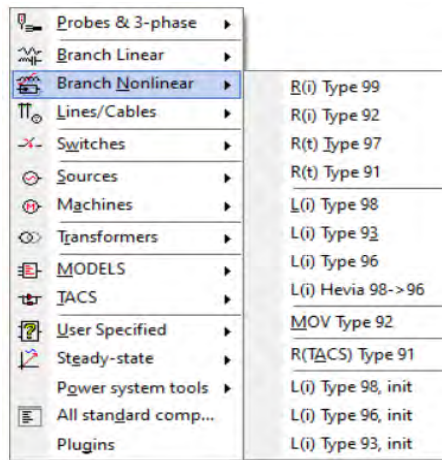 Probes & 3-phase
Branch Linear
Branch Nonlinear
Lines/Cables
Switches
Sources
Machines
Transformers
MODELS
TACS
User Specified
Steady-state
Power system tools
All standard comp...
Plugins
R(i) Type 99
R(i) Type 92
R(t) Type 97
R(t) Type 91
L(i) Type 98
L(i) Type 93
L(i) Type 96
L(i) Hevia 98->96
MOV Type 92
R(TACS) Type 91
L(i) Type 98, init
L(i) Type 96, init
L(i) Type 93, init